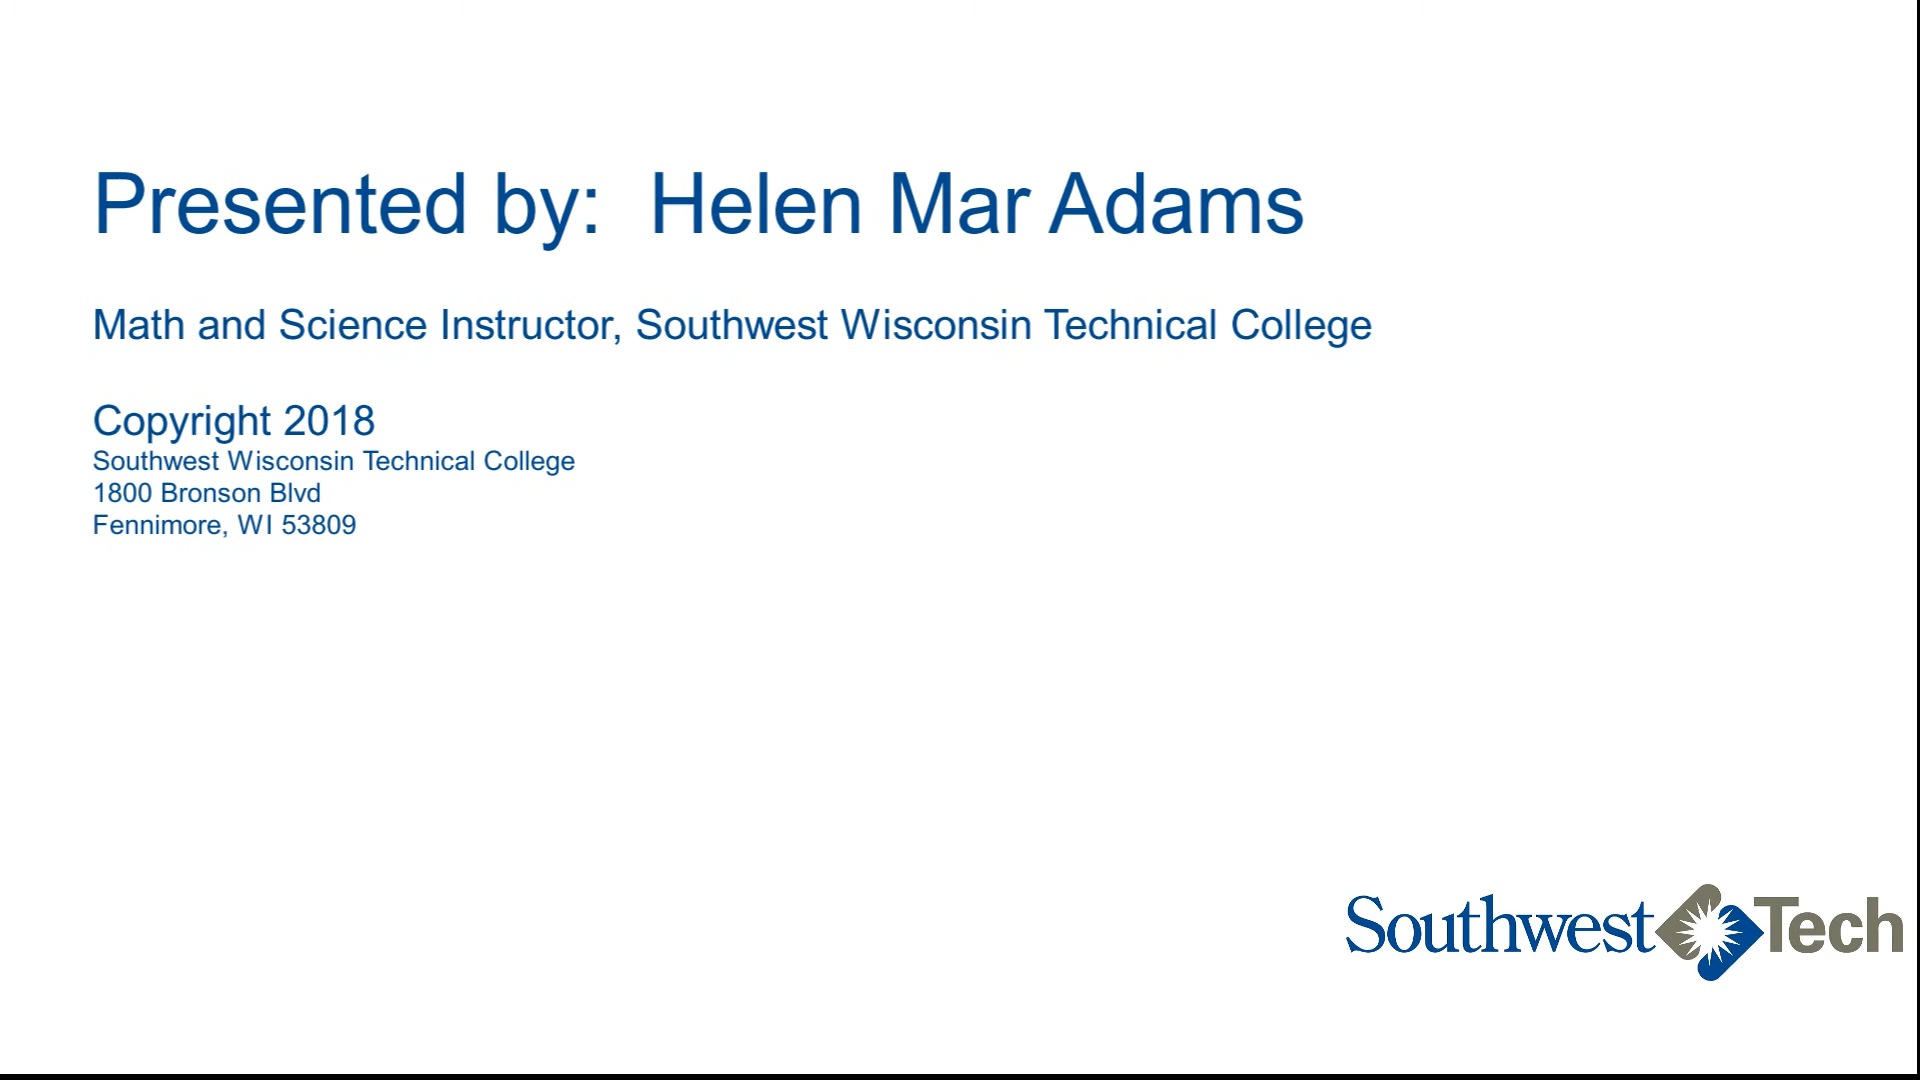 Presented by:  Helen Mar Adams
Math and Science Instructor, Southwest Wisconsin Technical College
Copyright 2018
Southwest Wisconsin Technical College
1800 Bronson Blvd
Fennimore, WI 53809
Southwest Tech